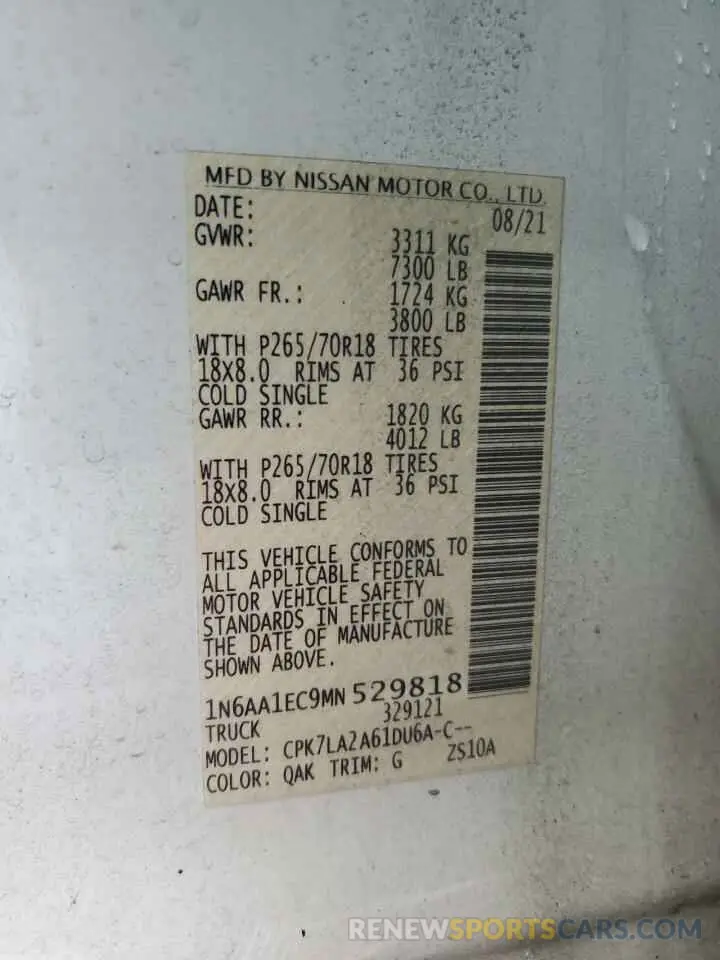 MFD BY NISSAN MOTOR CO., LTD.
DATE: 08/21
GVWR: 3311 KG
7300 LB
GAWR FR.: 1724 KG
3800 LB
WITH P265/70R18 TIRES
18X8.0 RIMS AT 36 PSI
COLD SINGLE
GAWR RR.: 1820 KG
4012 LB
WITH P265/70R18 TIRES
18X8.0 RIMS AT 36 PSI
COLD SINGLE
THIS VEHICLE CONFORMS TO
ALL APPLICABLE FEDERAL
MOTOR VEHICLE SAFETY
STANDARDS IN EFFECT ON
THE DATE OF MANUFACTURE
SHOWN ABOVE.
1N6AA1EC9MN 529818
TRUCK 329121
MODEL: CPK7LA2A61DU6A-C--
COLOR: QAK TRIM: G ZS10A
RENEWSPORTSCARS.COM